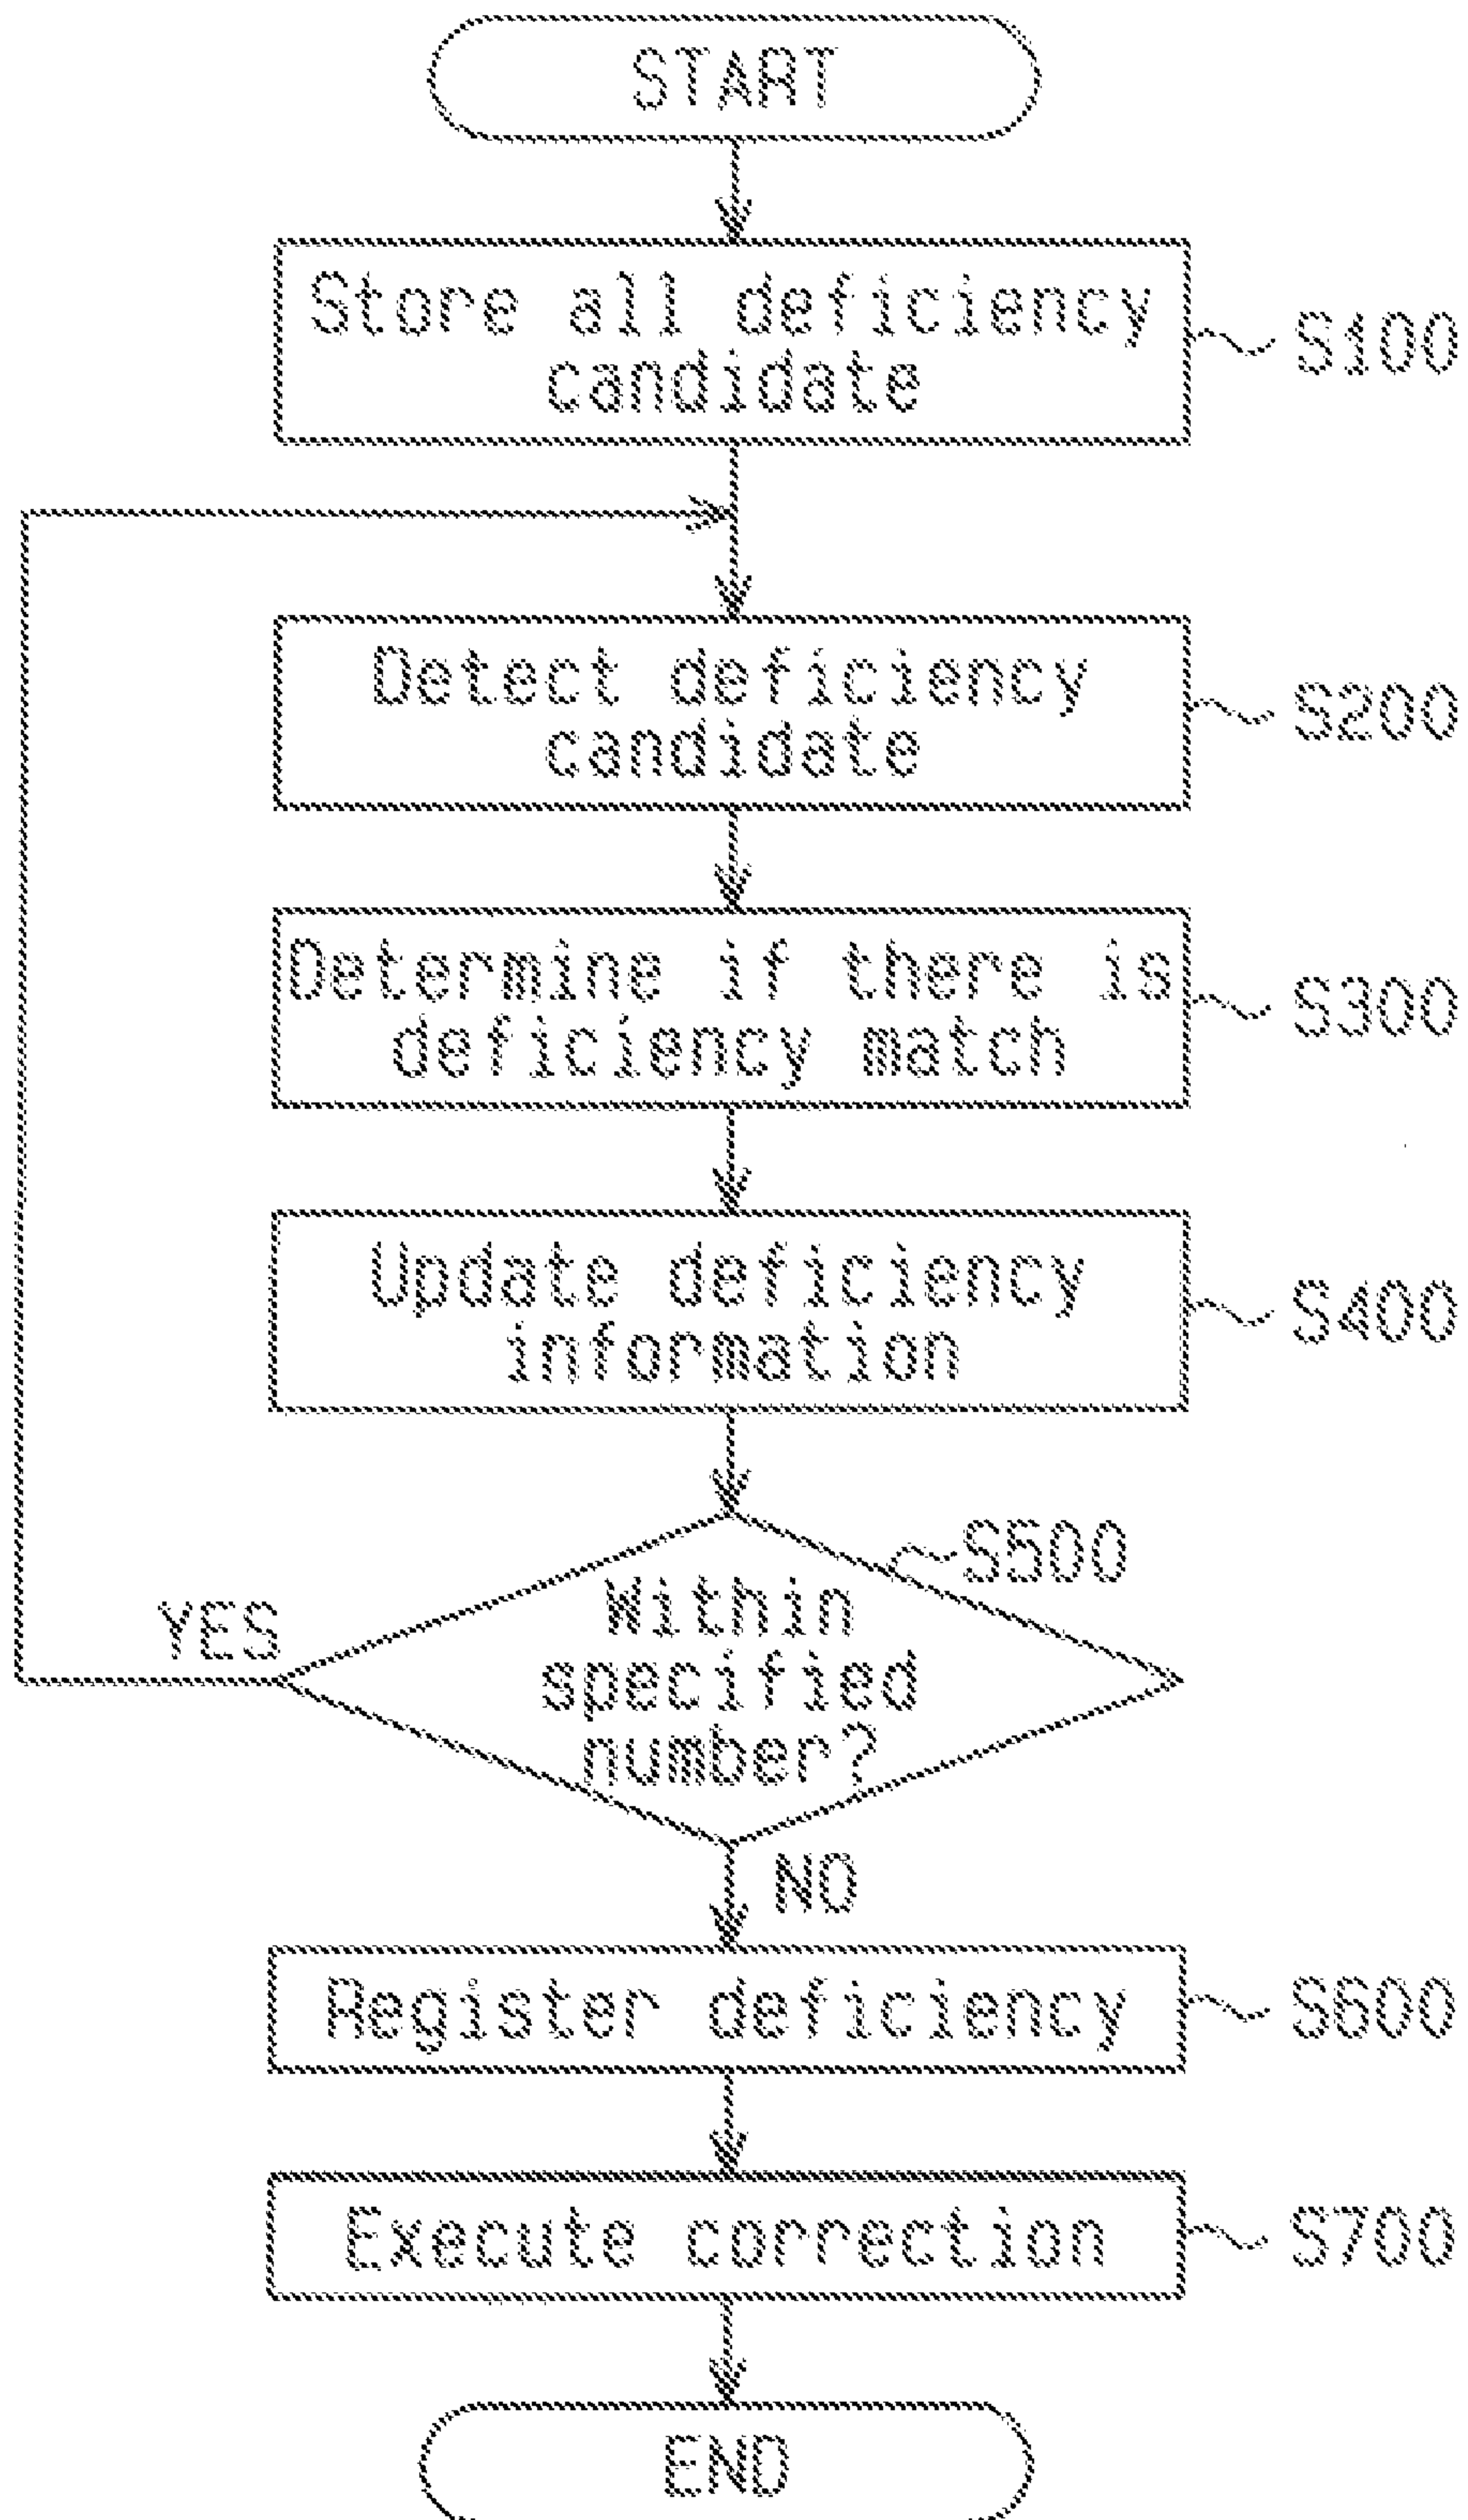 START
Store all deficiency
candidate
S100
Detect deficiency
candidate
S200
Determine if there is
deficiency match
S300
Update deficiency
information
S400
S500
Within
specified
number?
YES
NO
Register deficiency
S600
Execute correction
S700
END